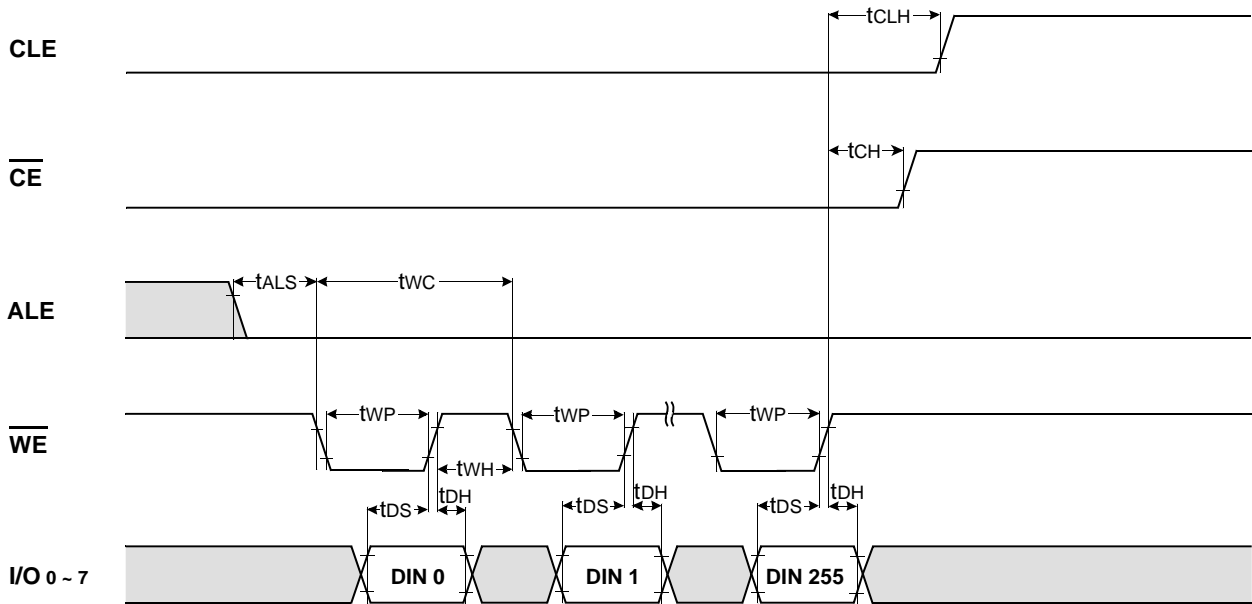 tCLH
CLE
tCH
CE
tALS
tWC
ALE
tWP
tWP
tWP
WE
tWH
tDH
tDH
tDH
tDS
tDS
tDS
I/O 0 ~ 7
DIN 0
DIN 1
DIN 255